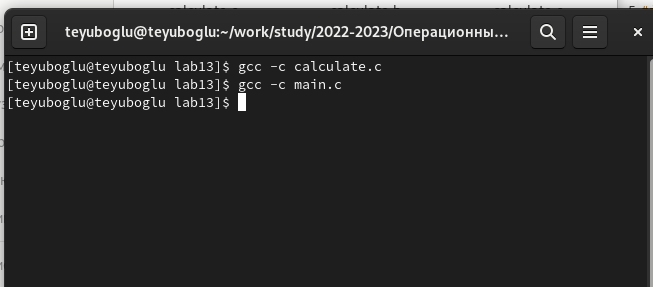 teyuboglu@teyuboglu:~/work/study/2022-2023/Операционны…
[teyuboglu@teyuboglu lab13]$ gcc -c calculate.c
[teyuboglu@teyuboglu lab13]$ gcc -c main.c
[teyuboglu@teyuboglu lab13]$